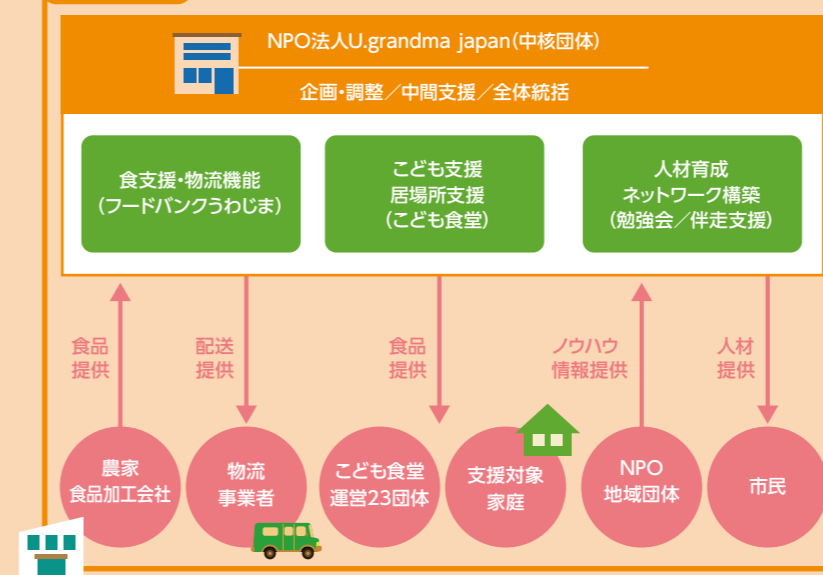 NPO法人U.grandma japan(中核団体)
企画・調整／中間支援／全体統括
食支援・物流機能
(フードバンクうわじま)
こども支援
居場所支援
(こども食堂)
人材育成
ネットワーク構築
(勉強会／伴走支援)
食品
提供
配送
提供
食品
提供
ノウハウ
情報提供
人材
提供
農家
食品加工会社
物流
事業者
こども食堂
運営23団体
支援対象
家庭
NPO
地域団体
市民